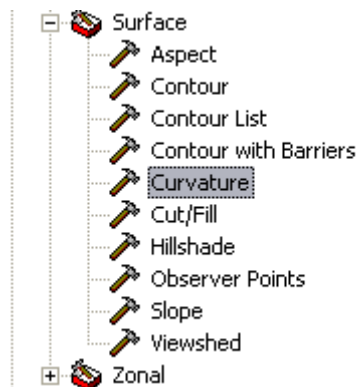 Surface
Aspect
Contour
Contour List
Contour with Barriers
Curvature
Cut/Fill
Hillshade
Observer Points
Slope
Viewshed
Zonal